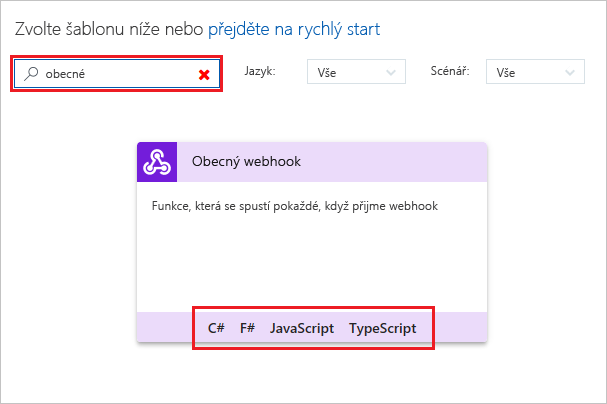 Zvolte šablonu níže nebo přejděte na rychlý start
obecné Jazyk: Vše Scénář: Vše
Obecný webhook
Funkce, která se spustí pokaždé, když přijme webhook
C# F# JavaScript TypeScript